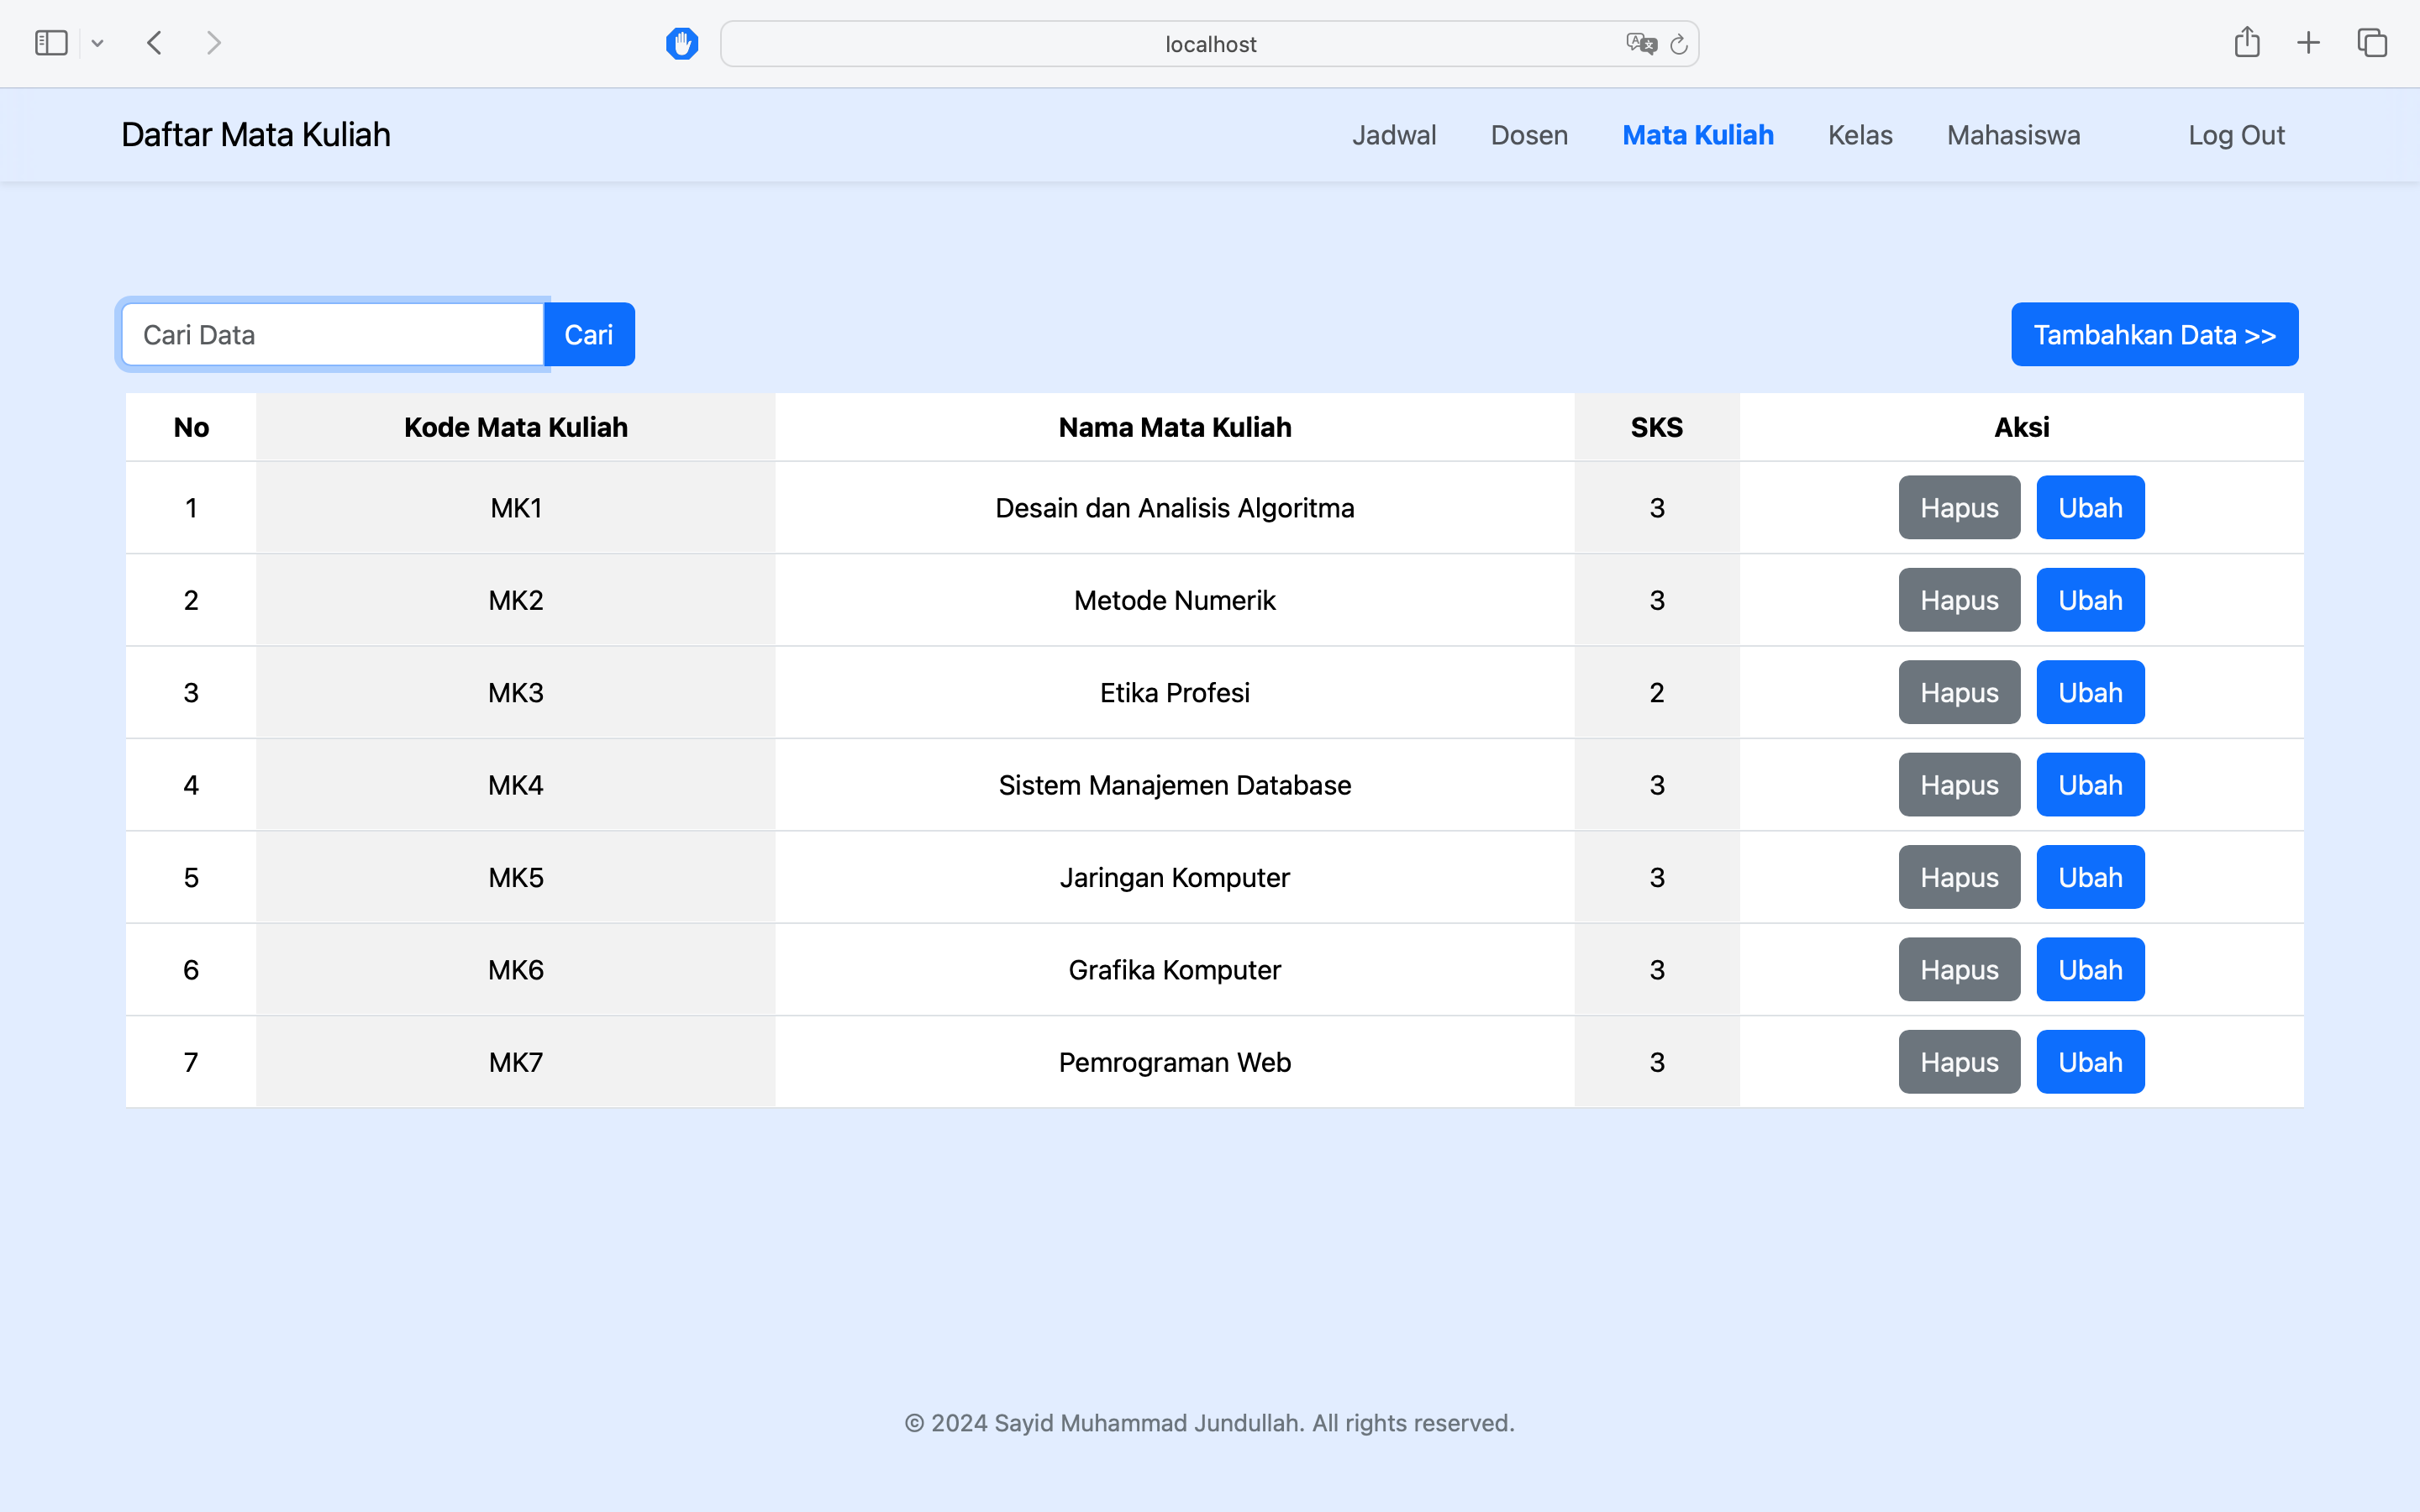 localhost
Daftar Mata Kuliah Jadwal Dosen Mata Kuliah Kelas Mahasiswa Log Out
Cari Data Cari Tambahkan Data >>
No Kode Mata Kuliah Nama Mata Kuliah SKS Aksi
1 MK1 Desain dan Analisis Algoritma 3 Hapus Ubah
2 MK2 Metode Numerik 3 Hapus Ubah
3 MK3 Etika Profesi 2 Hapus Ubah
4 MK4 Sistem Manajemen Database 3 Hapus Ubah
5 MK5 Jaringan Komputer 3 Hapus Ubah
6 MK6 Grafika Komputer 3 Hapus Ubah
7 MK7 Pemrograman Web 3 Hapus Ubah
© 2024 Sayid Muhammad Jundullah. All rights reserved.